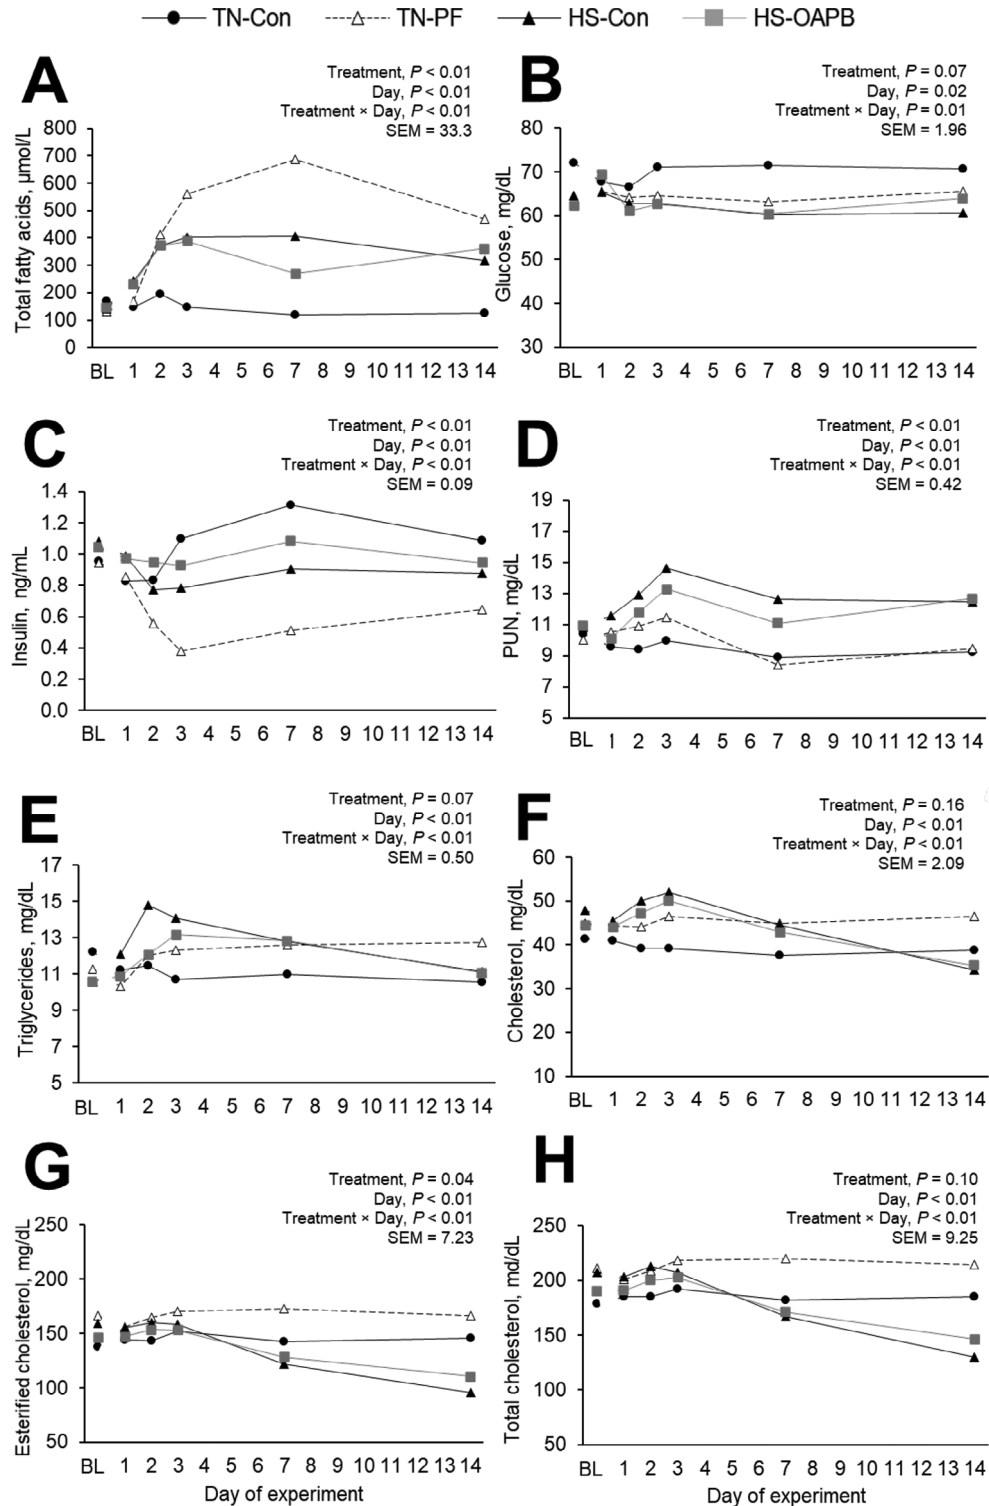 TN-Con TN-PF HS-Con HS-OAPB
A
Treatment, P < 0.01
Day, P < 0.01
Treatment × Day, P < 0.01
SEM = 33.3
Total fatty acids, µmol/L
800
700
600
500
400
300
200
100
0
BL 1 2 3 4 5 6 7 8 9 10 11 12 13 14
B
Treatment, P = 0.07
Day, P = 0.02
Treatment × Day, P = 0.01
SEM = 1.96
Glucose, mg/dL
80
70
60
50
40
30
BL 1 2 3 4 5 6 7 8 9 10 11 12 13 14
C
Treatment, P < 0.01
Day, P < 0.01
Treatment × Day, P < 0.01
SEM = 0.09
Insulin, ng/mL
1.4
1.2
1.0
0.8
0.6
0.4
0.2
0.0
BL 1 2 3 4 5 6 7 8 9 10 11 12 13 14
D
Treatment, P < 0.01
Day, P < 0.01
Treatment × Day, P < 0.01
SEM = 0.42
PUN, mg/dL
19
17
15
13
11
9
7
5
BL 1 2 3 4 5 6 7 8 9 10 11 12 13 14
E
Treatment, P = 0.07
Day, P < 0.01
Treatment × Day, P < 0.01
SEM = 0.50
Triglycerides, mg/dL
17
15
13
11
9
7
5
BL 1 2 3 4 5 6 7 8 9 10 11 12 13 14
F
Treatment, P = 0.16
Day, P < 0.01
Treatment × Day, P < 0.01
SEM = 2.09
Cholesterol, mg/dL
60
50
40
30
20
10
BL 1 2 3 4 5 6 7 8 9 10 11 12 13 14
G
Treatment, P = 0.04
Day, P < 0.01
Treatment × Day, P < 0.01
SEM = 7.23
Esterified cholesterol, mg/dL
250
200
150
100
50
BL 1 2 3 4 5 6 7 8 9 10 11 12 13 14
Day of experiment
H
Treatment, P = 0.10
Day, P < 0.01
Treatment × Day, P < 0.01
SEM = 9.25
Total cholesterol, md/dL
250
200
150
100
50
BL 1 2 3 4 5 6 7 8 9 10 11 12 13 14
Day of experiment